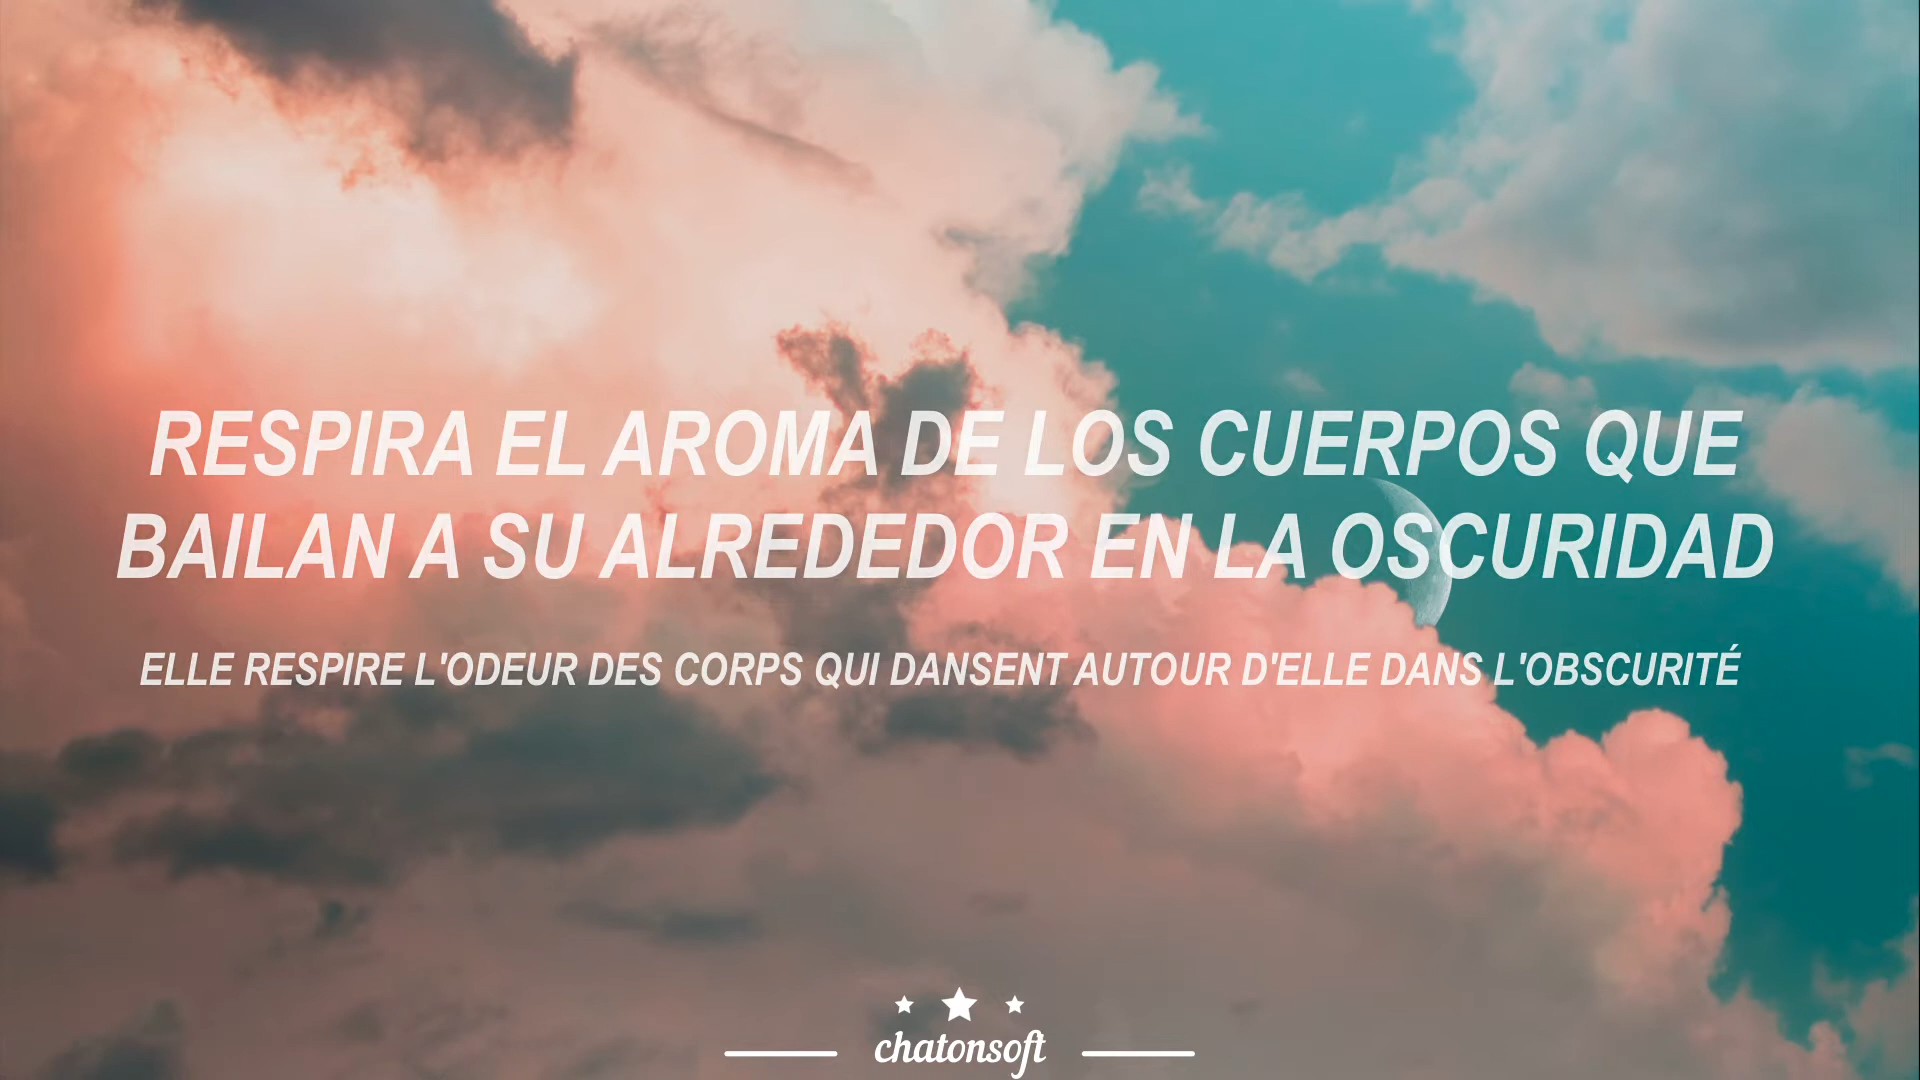 RESPIRA EL AROMA DE LOS CUERPOS QUE
BAILAN A SU ALREDEDOR EN LA OSCURIDAD
ELLE RESPIRE L'ODEUR DES CORPS QUI DANSENT AUTOUR D'ELLE DANS L'OBSCURITÉ
chatonsoft